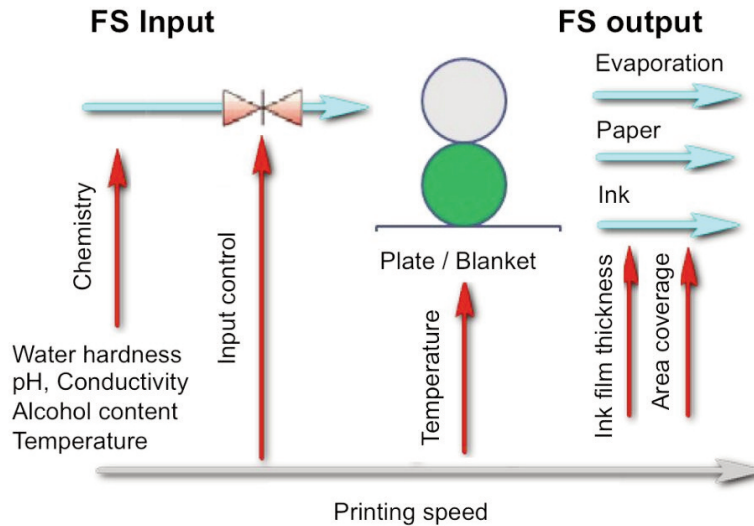 FS Input
FS output
Evaporation
Paper
Ink
Chemistry
Input control
Plate / Blanket
Temperature
Ink film thickness
Area coverage
Water hardness
pH, Conductivity
Alcohol content
Temperature
Printing speed